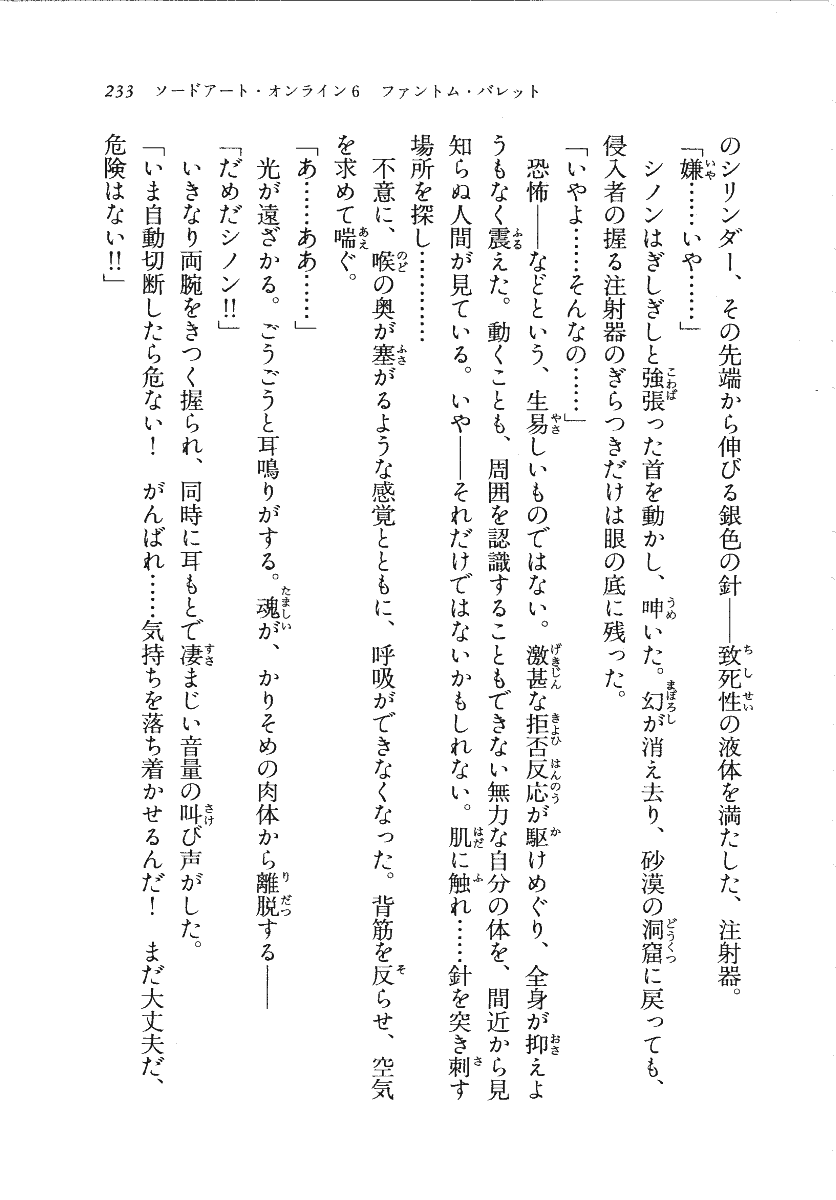 233　ソードアート・オンライン6　ファントム・バレット
のシリンダー、その先端から伸びる銀色の針――致死性の液体を満たした、注射器。
「嫌……いや……」
シノンはぎしぎしと強張った首を動かし、呻いた。幻が消え去り、砂漠の洞窟に戻っても、
侵入者の握る注射器のぎらつきだけは眼の底に残った。
「いやよ……そんなの……」
恐怖――などという、生易しいものではない。激甚な拒否反応が駆けめぐり、全身が抑えよ
うもなく震えた。動くことも、周囲を認識することもできない無力な自分の体を、間近から見
知らぬ人間が見ている。いや――それだけではないかもしれない。肌に触れ……針を突き刺す
場所を探し…………
不意に、喉の奥が塞がるような感覚とともに、呼吸ができなくなった。背筋を反らせ、空気
を求めて喘ぐ。
「あ……ああ……」
光が遠ざかる。ごうごうと耳鳴りがする。魂が、かりそめの肉体から離脱する――
「だめだシノン!!」
いきなり両腕をきつく握られ、同時に耳もとで凄まじい音量の叫び声がした。
「いま自動切断したら危ない！　がんばれ……気持ちを落ち着かせるんだ！　まだ大丈夫だ、
危険はない!!」